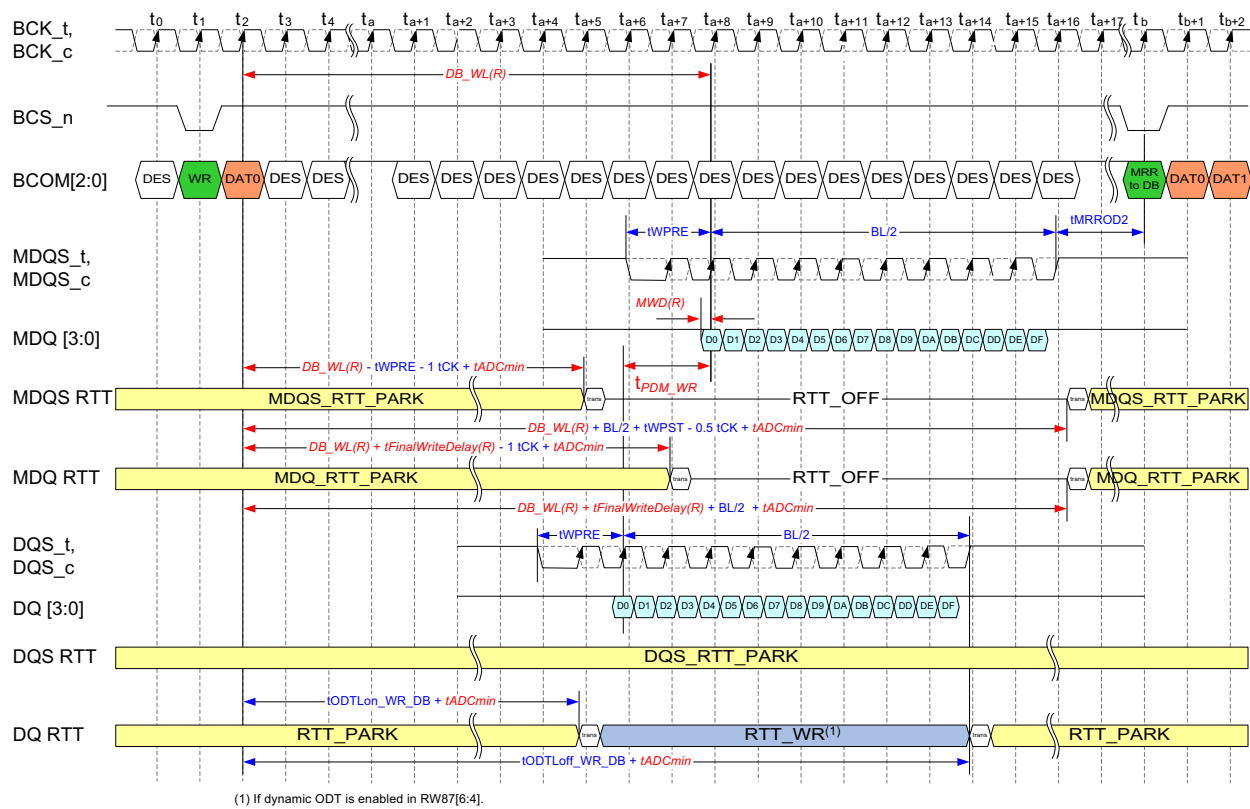 t0 t1 t2 t3 t4 ta ta+1 ta+2 ta+3 ta+4 ta+5 ta+6 ta+7 ta+8 ta+9 ta+10 ta+11 ta+12 ta+13 ta+14 ta+15 ta+16 ta+17 tb tb+1 tb+2
BCK_t,
BCK_c
DB_WL(R)
BCS_n
BCOM[2:0]
DES WR DAT0 DES DES DES DES DES DES DES DES DES DES DES DES DES DES DES DES DES DES MRR to DB DAT0 DAT1
tWPRE BL/2 tMRROD2
MDQS_t,
MDQS_c
MWD(R)
MDQ [3:0]
D0 D1 D2 D3 D4 D5 D6 D7 D8 D9 DA DB DC DD DE DF
DB_WL(R) - tWPRE - 1 tCK + tADCmin
tPDM_WR
MDQS RTT
MDQS_RTT_PARK trans RTT_OFF trans MDQS_RTT_PARK
DB_WL(R) + BL/2 + tWPST - 0.5 tCK + tADCmin
DB_WL(R) + tFinalWriteDelay(R) - 1 tCK + tADCmin
MDQ RTT
MDQ_RTT_PARK trans RTT_OFF trans MDQ_RTT_PARK
DB_WL(R) + tFinalWriteDelay(R) + BL/2 + tADCmin
tWPRE BL/2
DQS_t,
DQS_c
DQ [3:0]
D0 D1 D2 D3 D4 D5 D6 D7 D8 D9 DA DB DC DD DE DF
DQS RTT
DQS_RTT_PARK
tODTLon_WR_DB + tADCmin
DQ RTT
RTT_PARK trans RTT_WR(1) trans RTT_PARK
tODTLoff_WR_DB + tADCmin
(1) If dynamic ODT is enabled in RW87[6:4].